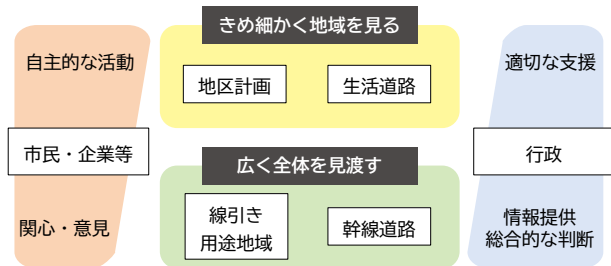 きめ細かく地域を見る
自主的な活動
地区計画
生活道路
適切な支援
市民・企業等
広く全体を見渡す
行政
関心・意見
線引き
用途地域
幹線道路
情報提供
総合的な判断